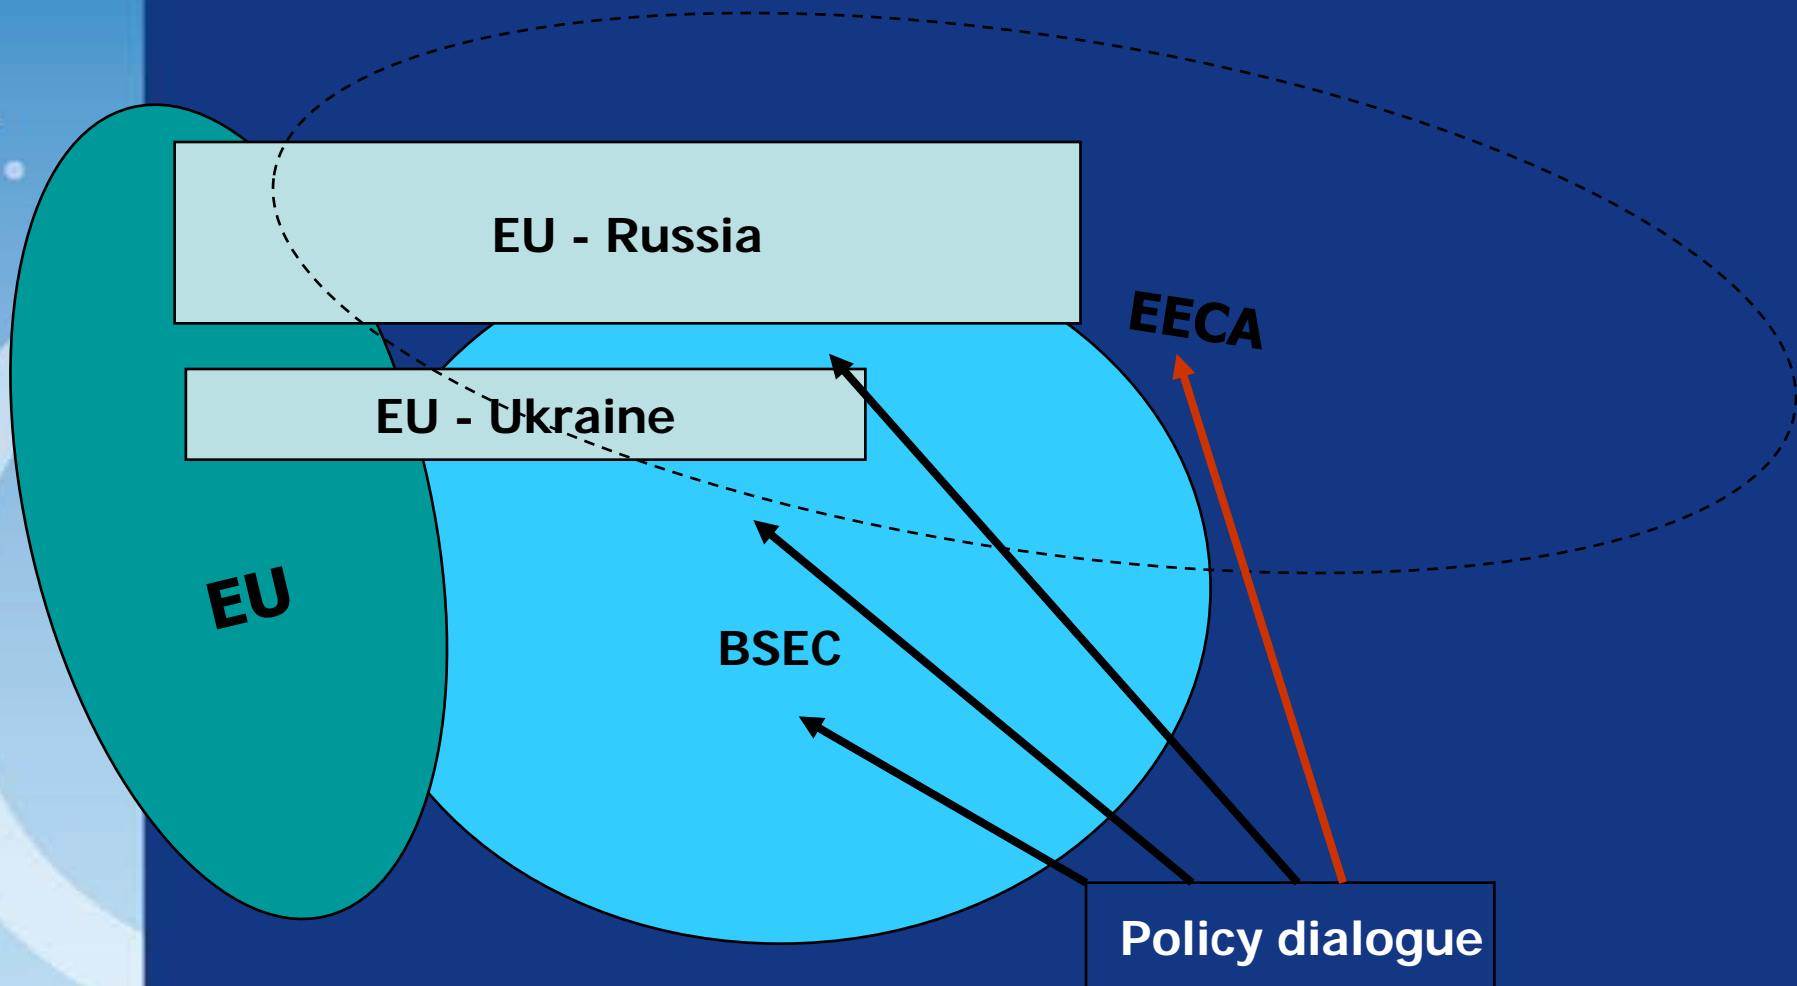 EU - Russia
EECA
EU - Ukraine
EU
BSEC
Policy dialogue